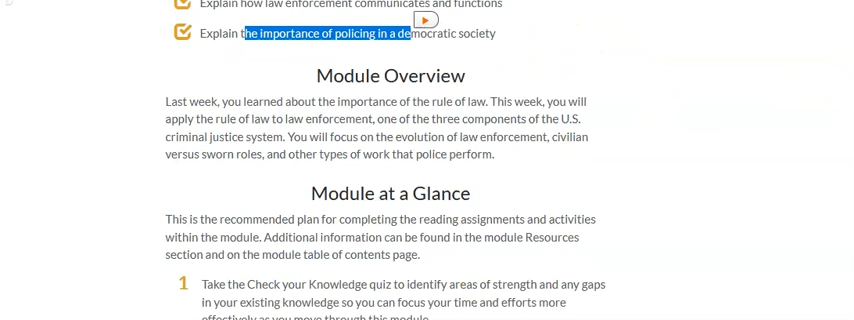 Explain how law enforcement communicates and functions
Explain the importance of policing in a democratic society
Module Overview
Last week, you learned about the importance of the rule of law. This week, you will
apply the rule of law to law enforcement, one of the three components of the U.S.
criminal justice system. You will focus on the evolution of law enforcement, civilian
versus sworn roles, and other types of work that police perform.
Module at a Glance
This is the recommended plan for completing the reading assignments and activities
within the module. Additional information can be found in the module Resources
section and on the module table of contents page.
1 Take the Check your Knowledge quiz to identify areas of strength and any gaps
in your existing knowledge so you can focus your time and efforts more
effectively as you move through this module.